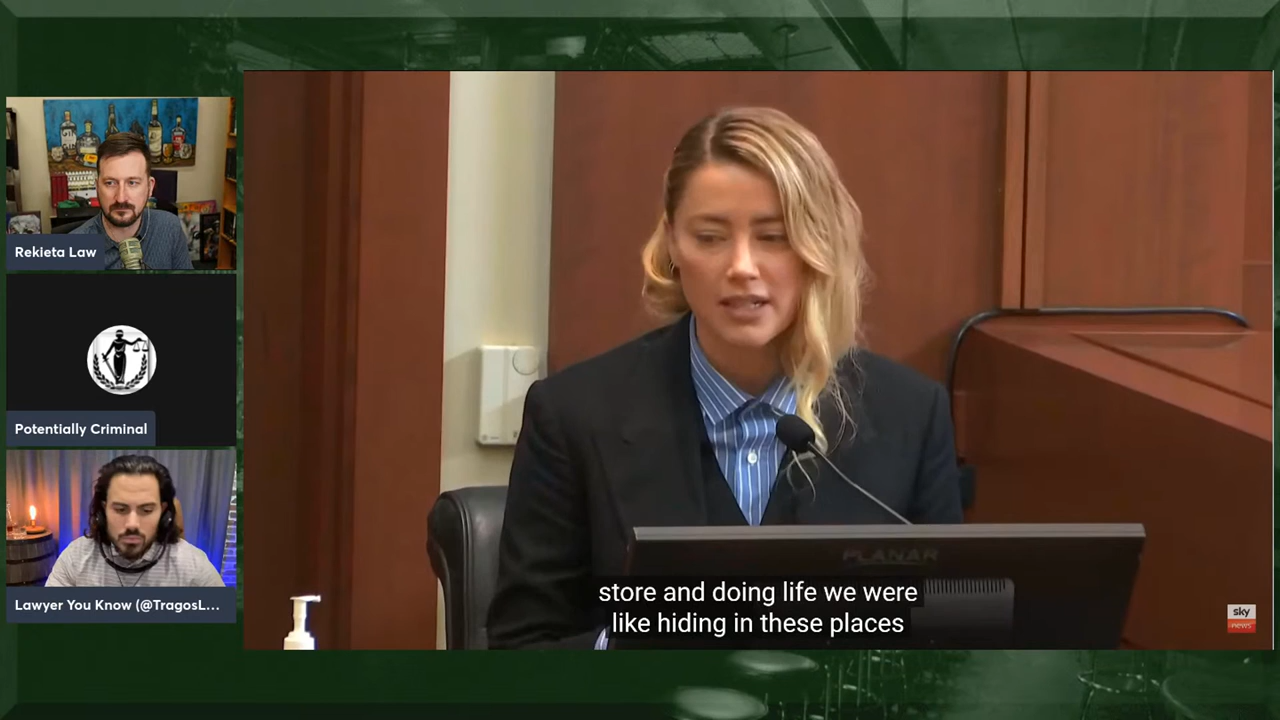 Rekieta Law
Potentially Criminal
Lawyer You Know (@TragosL...
PLANAR
store and doing life we were
like hiding in these places
sky
news